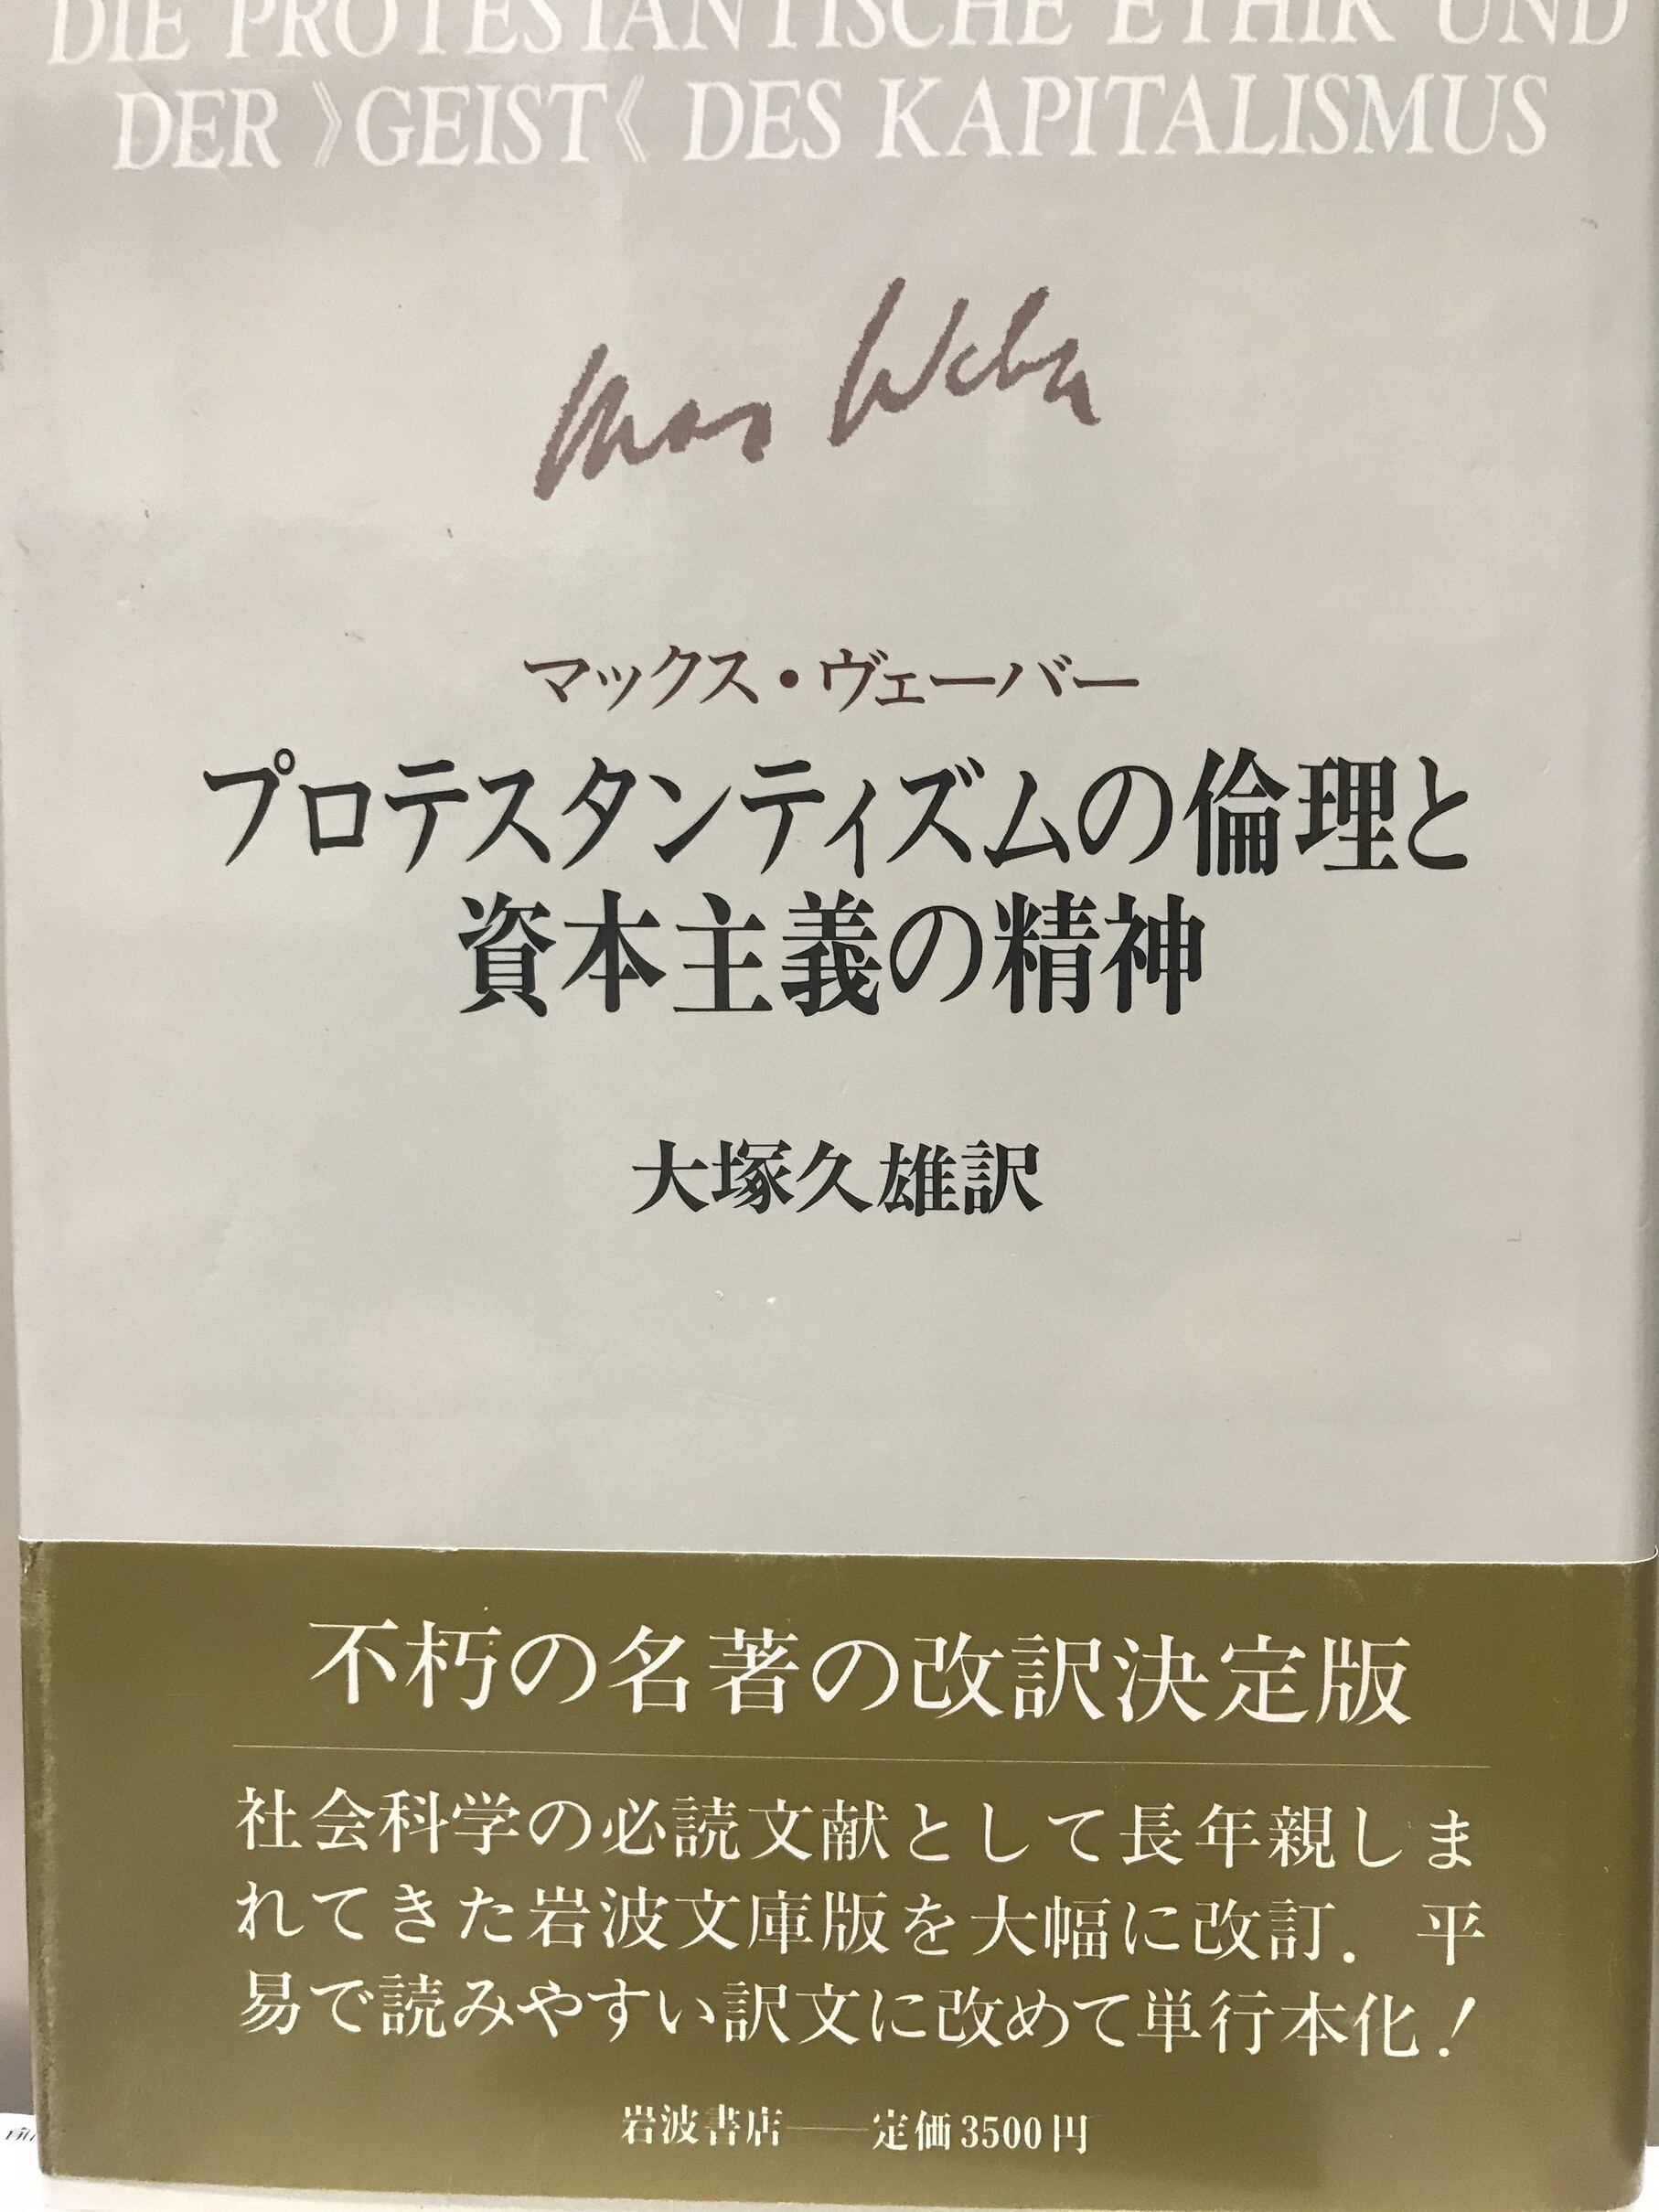 DIE PROTESTANTISCHE ETHIK UND
DER 》GEIST《 DES KAPITALISMUS
Max Weber
マックス・ヴェーバー
プロテスタンティズムの倫理と
資本主義の精神
大塚久雄訳
不朽の名著の改訳決定版
社会科学の必読文献として長年親しま
れてきた岩波文庫版を大幅に改訂．平
易で読みやすい訳文に改めて単行本化！
岩波書店——定価3500円